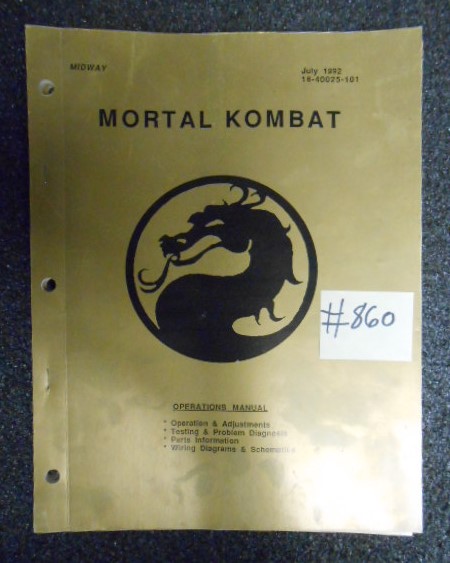 MIDWAY
July 1992
16-40025-101
MORTAL KOMBAT
#860
OPERATIONS MANUAL
* Operation & Adjustments
* Testing & Problem Diagnosis
* Parts Information
* Wiring Diagrams & Schematics